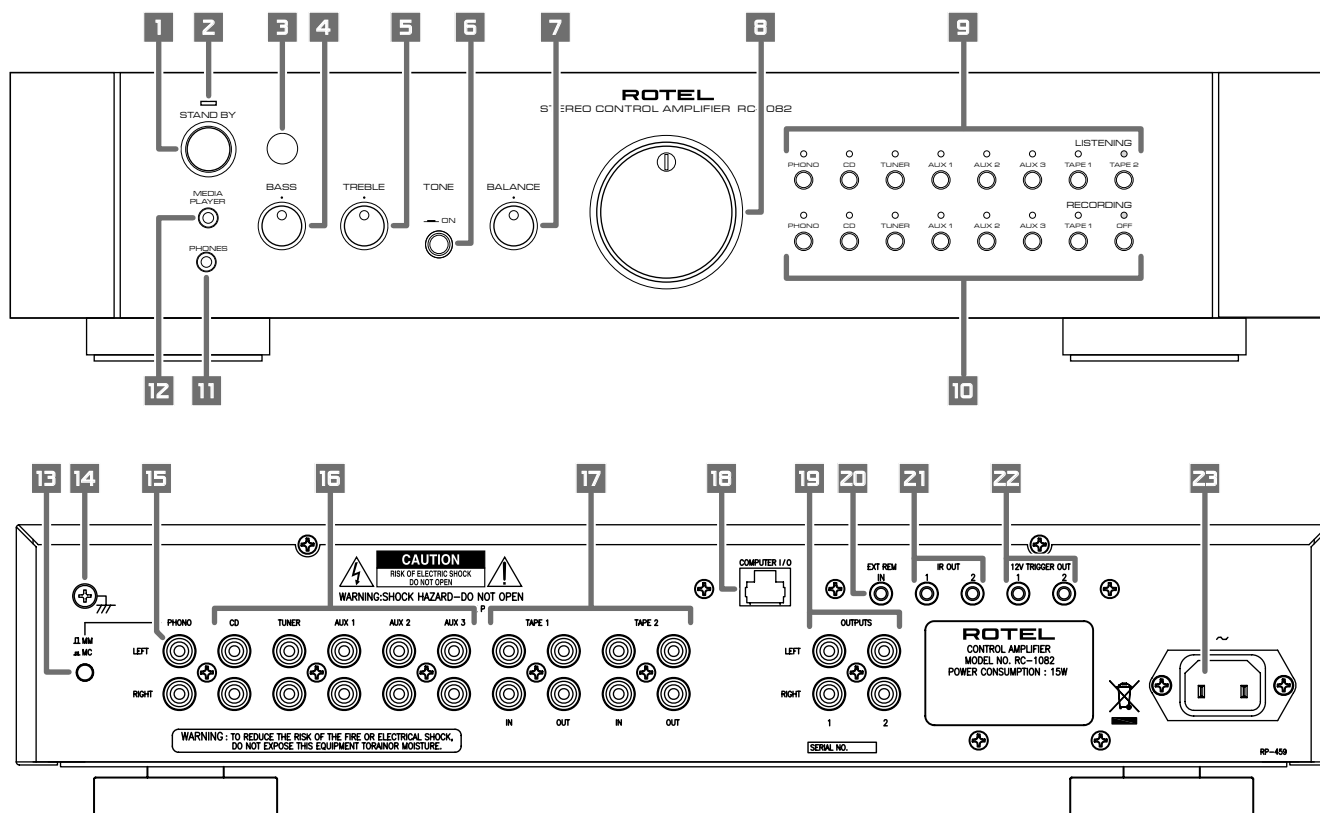 1 2 3 4 5 6 7 8 9
ROTEL
STEREO CONTROL AMPLIFIER RC-1082
STAND BY
LISTENING
PHONO CD TUNER AUX 1 AUX 2 AUX 3 TAPE 1 TAPE 2
MEDIA
PLAYER
BASS TREBLE TONE BALANCE
ON
RECORDING
PHONO CD TUNER AUX 1 AUX 2 AUX 3 TAPE 1 OFF
PHONES
12 11 10
13 14 15 16 17 18 19 20 21 22 23
CAUTION
RISK OF ELECTRIC SHOCK
DO NOT OPEN
WARNING:SHOCK HAZARD-DO NOT OPEN
P
COMPUTER I/O
EXT REM
IN
IR OUT
1 2
12V TRIGGER OUT
1 2
PHONO CD TUNER AUX 1 AUX 2 AUX 3 TAPE 1 TAPE 2 OUTPUTS
MM
MC
LEFT
RIGHT
IN OUT IN OUT
LEFT
RIGHT
1 2
ROTEL
CONTROL AMPLIFIER
MODEL NO. RC-1082
POWER CONSUMPTION : 15W
~
WARNING : TO REDUCE THE RISK OF THE FIRE OR ELECTRICAL SHOCK,
DO NOT EXPOSE THIS EQUIPMENT TORAINOR MOISTURE.
SERIAL NO.
RP-459